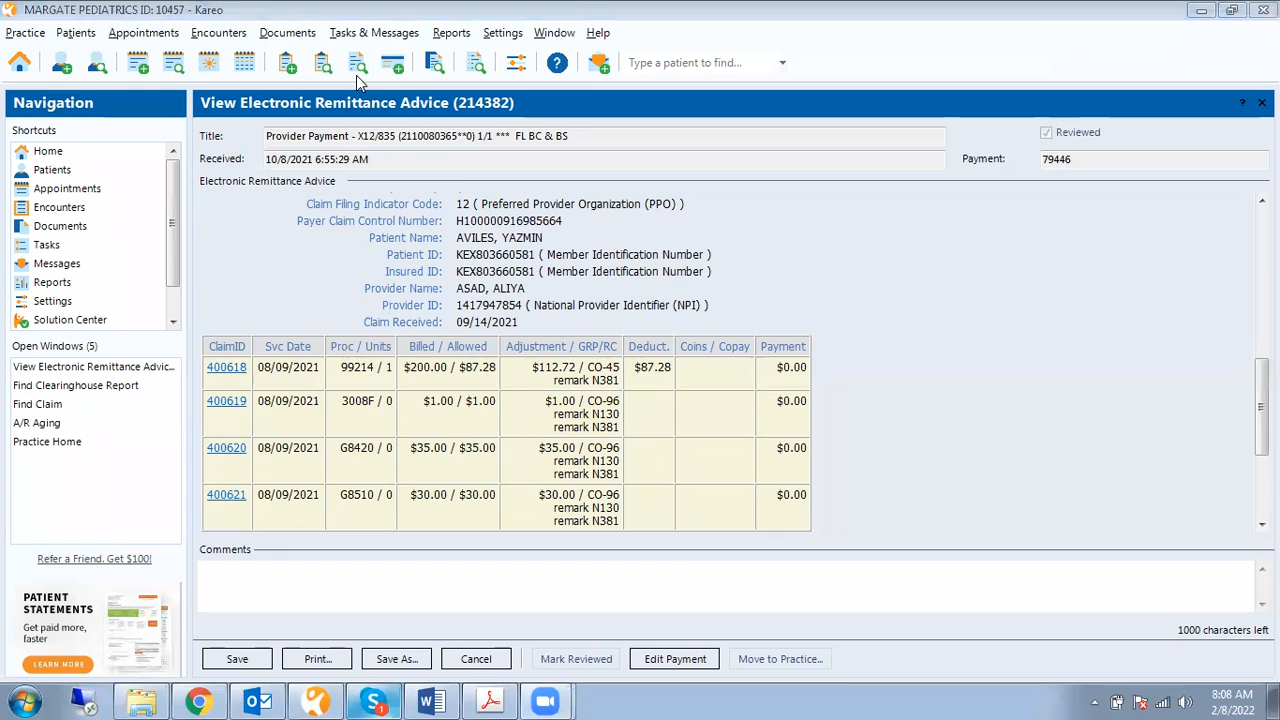 MARGATE PEDIATRICS ID: 10457 - Kareo
Practice Patients Appointments Encounters Documents Tasks & Messages Reports Settings Window Help
Type a patient to find...
Navigation
Shortcuts
Home
Patients
Appointments
Encounters
Documents
Tasks
Messages
Reports
Settings
Solution Center
Open Windows (5)
View Electronic Remittance Advic...
Find Clearinghouse Report
Find Claim
A/R Aging
Practice Home
Refer a Friend. Get $100!
PATIENT
STATEMENTS
Get paid more,
faster
LEARN MORE
View Electronic Remittance Advice (214382)
Title: Provider Payment - X12/835 (2110080365**0) 1/1 *** FL BC & BS Reviewed
Received: 10/8/2021 6:55:29 AM Payment: 79446
Electronic Remittance Advice
Claim Filing Indicator Code: 12 ( Preferred Provider Organization (PPO) )
Payer Claim Control Number: H100000916985664
Patient Name: AVILES, YAZMIN
Patient ID: KEX803660581 ( Member Identification Number )
Insured ID: KEX803660581 ( Member Identification Number )
Provider Name: ASAD, ALIYA
Provider ID: 1417947854 ( National Provider Identifier (NPI) )
Claim Received: 09/14/2021
ClaimID Svc Date Proc / Units Billed / Allowed Adjustment / GRP/RC Deduct. Coins / Copay Payment
400618 08/09/2021 99214 / 1 $200.00 / $87.28 $112.72 / CO-45 $87.28 $0.00
remark N381
400619 08/09/2021 3008F / 0 $1.00 / $1.00 $1.00 / CO-96 $0.00
remark N130
remark N381
400620 08/09/2021 G8420 / 0 $35.00 / $35.00 $35.00 / CO-96 $0.00
remark N130
remark N381
400621 08/09/2021 G8510 / 0 $30.00 / $30.00 $30.00 / CO-96 $0.00
remark N130
remark N381
Comments
1000 characters left
Save Print... Save As... Cancel Mark Reviewed Edit Payment Move to Practice...
8:08 AM
2/8/2022